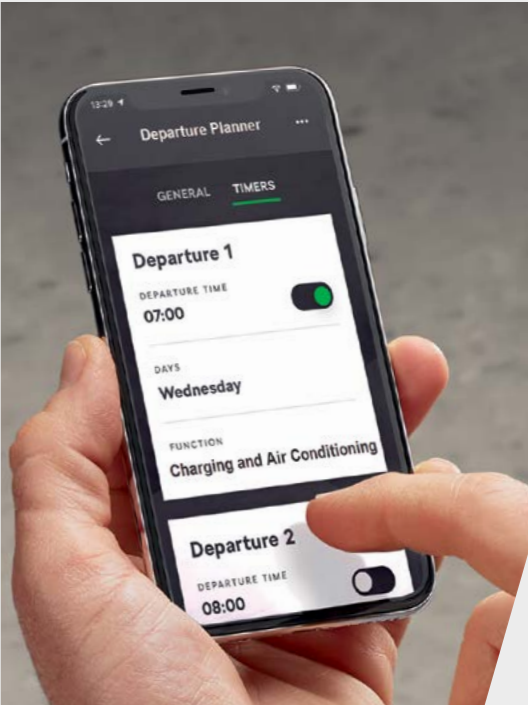 13:29
Departure Planner
GENERAL TIMERS
Departure 1
DEPARTURE TIME
07:00
DAYS
Wednesday
FUNCTION
Charging and Air Conditioning
Departure 2
DEPARTURE TIME
08:00